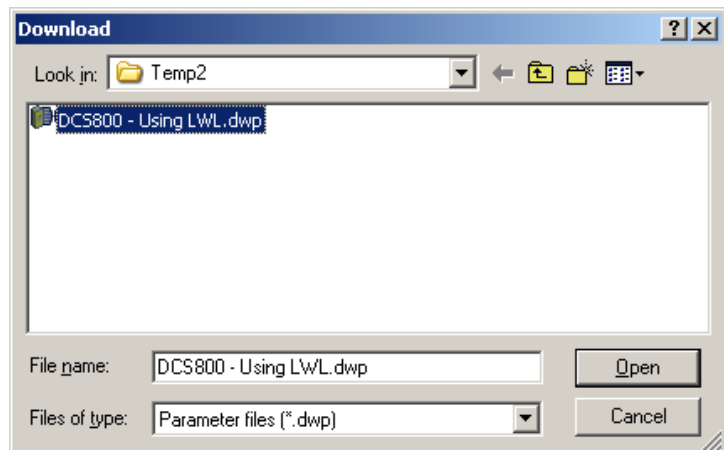 Download
Look in: Temp2
DCS800 - Using LWL.dwp
File name: DCS800 - Using LWL.dwp Open
Files of type: Parameter files (*.dwp) Cancel